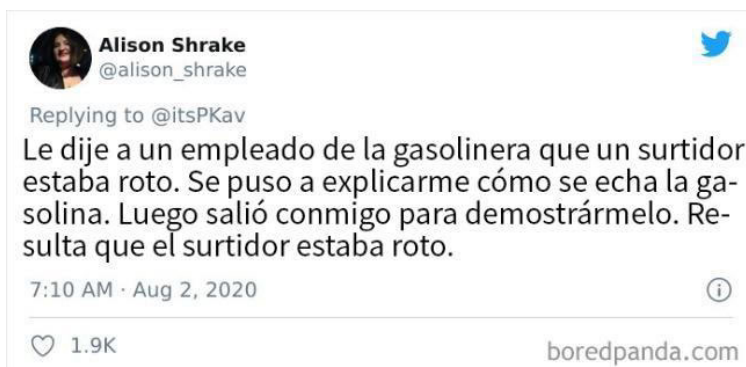 Alison Shrake
@alison_shrake
Replying to @itsPKav
Le dije a un empleado de la gasolinera que un surtidor
estaba roto. Se puso a explicarme cómo se echa la ga-
solina. Luego salió conmigo para demostrármelo. Re-
sulta que el surtidor estaba roto.
7:10 AM · Aug 2, 2020
1.9K
boredpanda.com